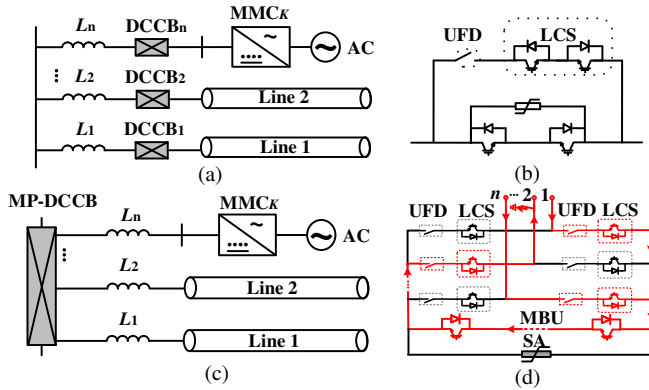 Ln DCCBn MMCK
~
AC
L2 DCCB2 Line 2
L1 DCCB1 Line 1
(a)
UFD LCS
(b)
MP-DCCB
Ln MMCK
~
AC
L2 Line 2
L1 Line 1
(c)
n ... 2 1
UFD LCS UFD LCS
MBU
SA
(d)